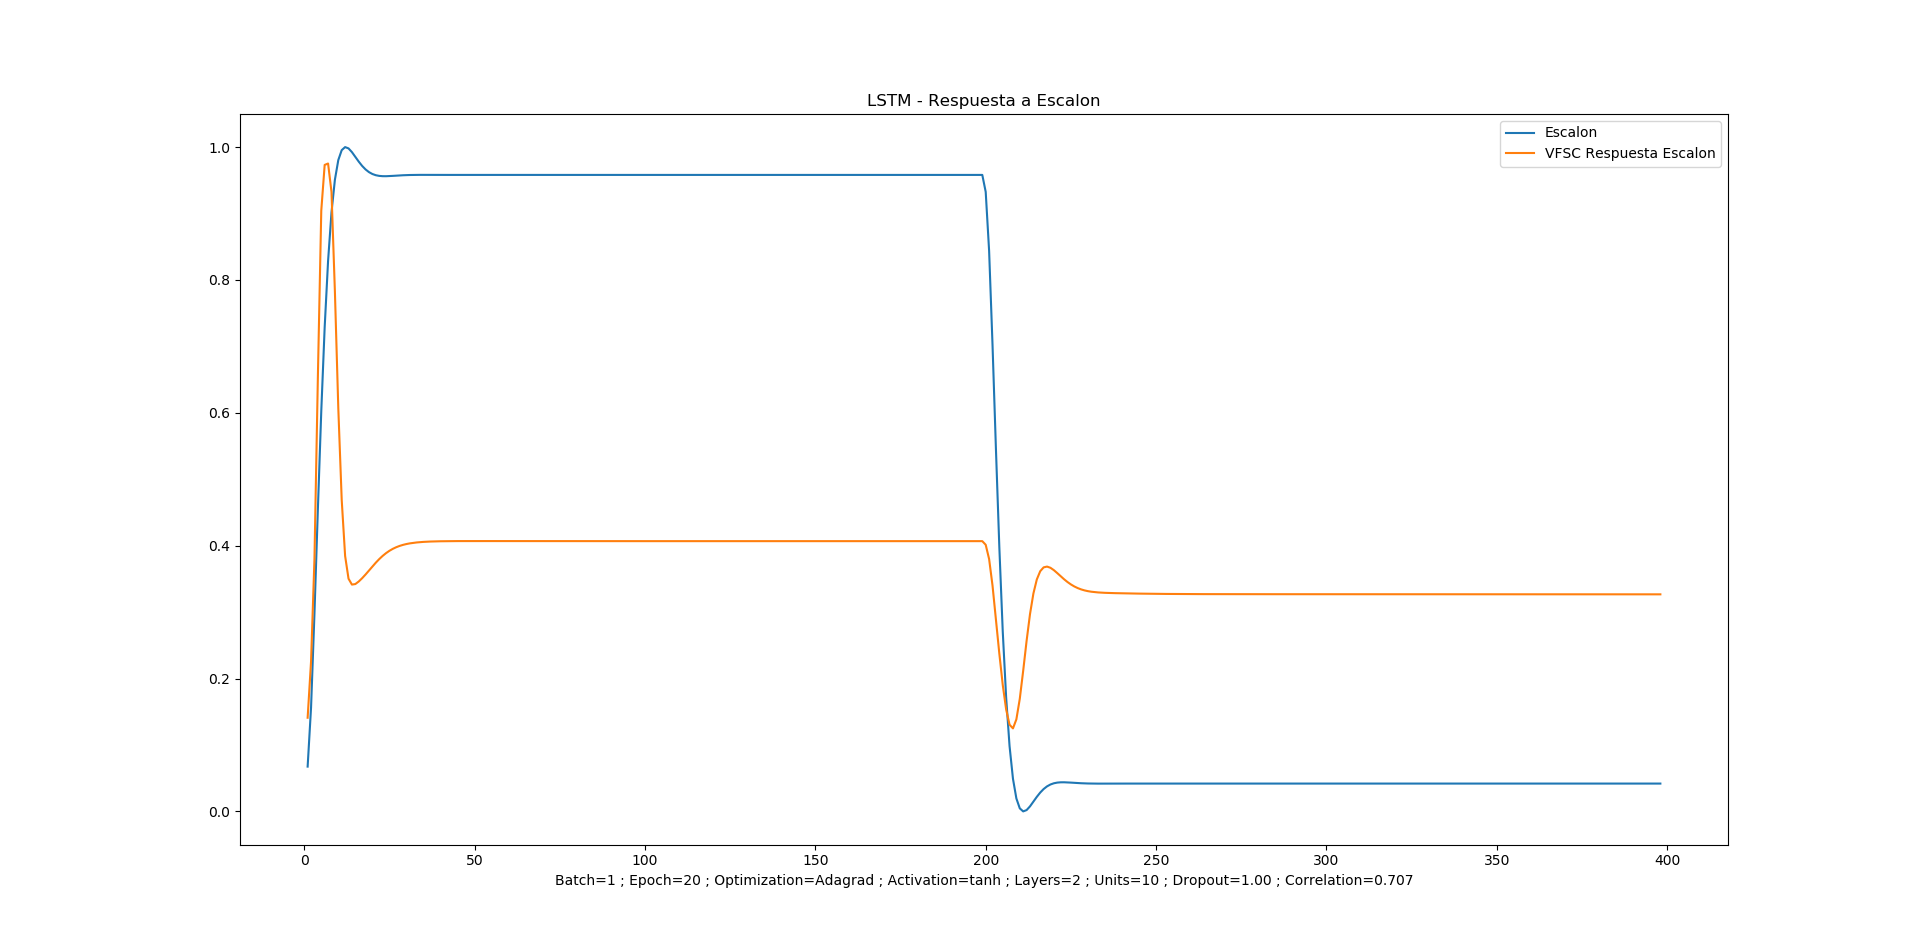 LSTM - Respuesta a Escalon
Escalon
VFSC Respuesta Escalon
1.0
0.8
0.6
0.4
0.2
0.0
0 50 100 150 200 250 300 350 400
Batch=1 ; Epoch=20 ; Optimization=Adagrad ; Activation=tanh ; Layers=2 ; Units=10 ; Dropout=1.00 ; Correlation=0.707